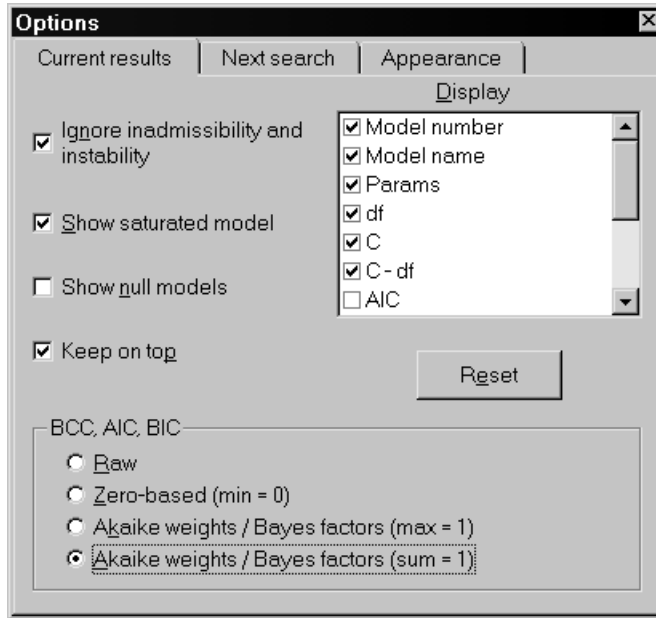 Options
Current results
Next search
Appearance
Ignore inadmissibility and
instability
Show saturated model
Show null models
Keep on top
Display
Model number
Model name
Params
df
C
C - df
AIC
Reset
BCC, AIC, BIC
Raw
Zero-based (min = 0)
Akaike weights / Bayes factors (max = 1)
Akaike weights / Bayes factors (sum = 1)